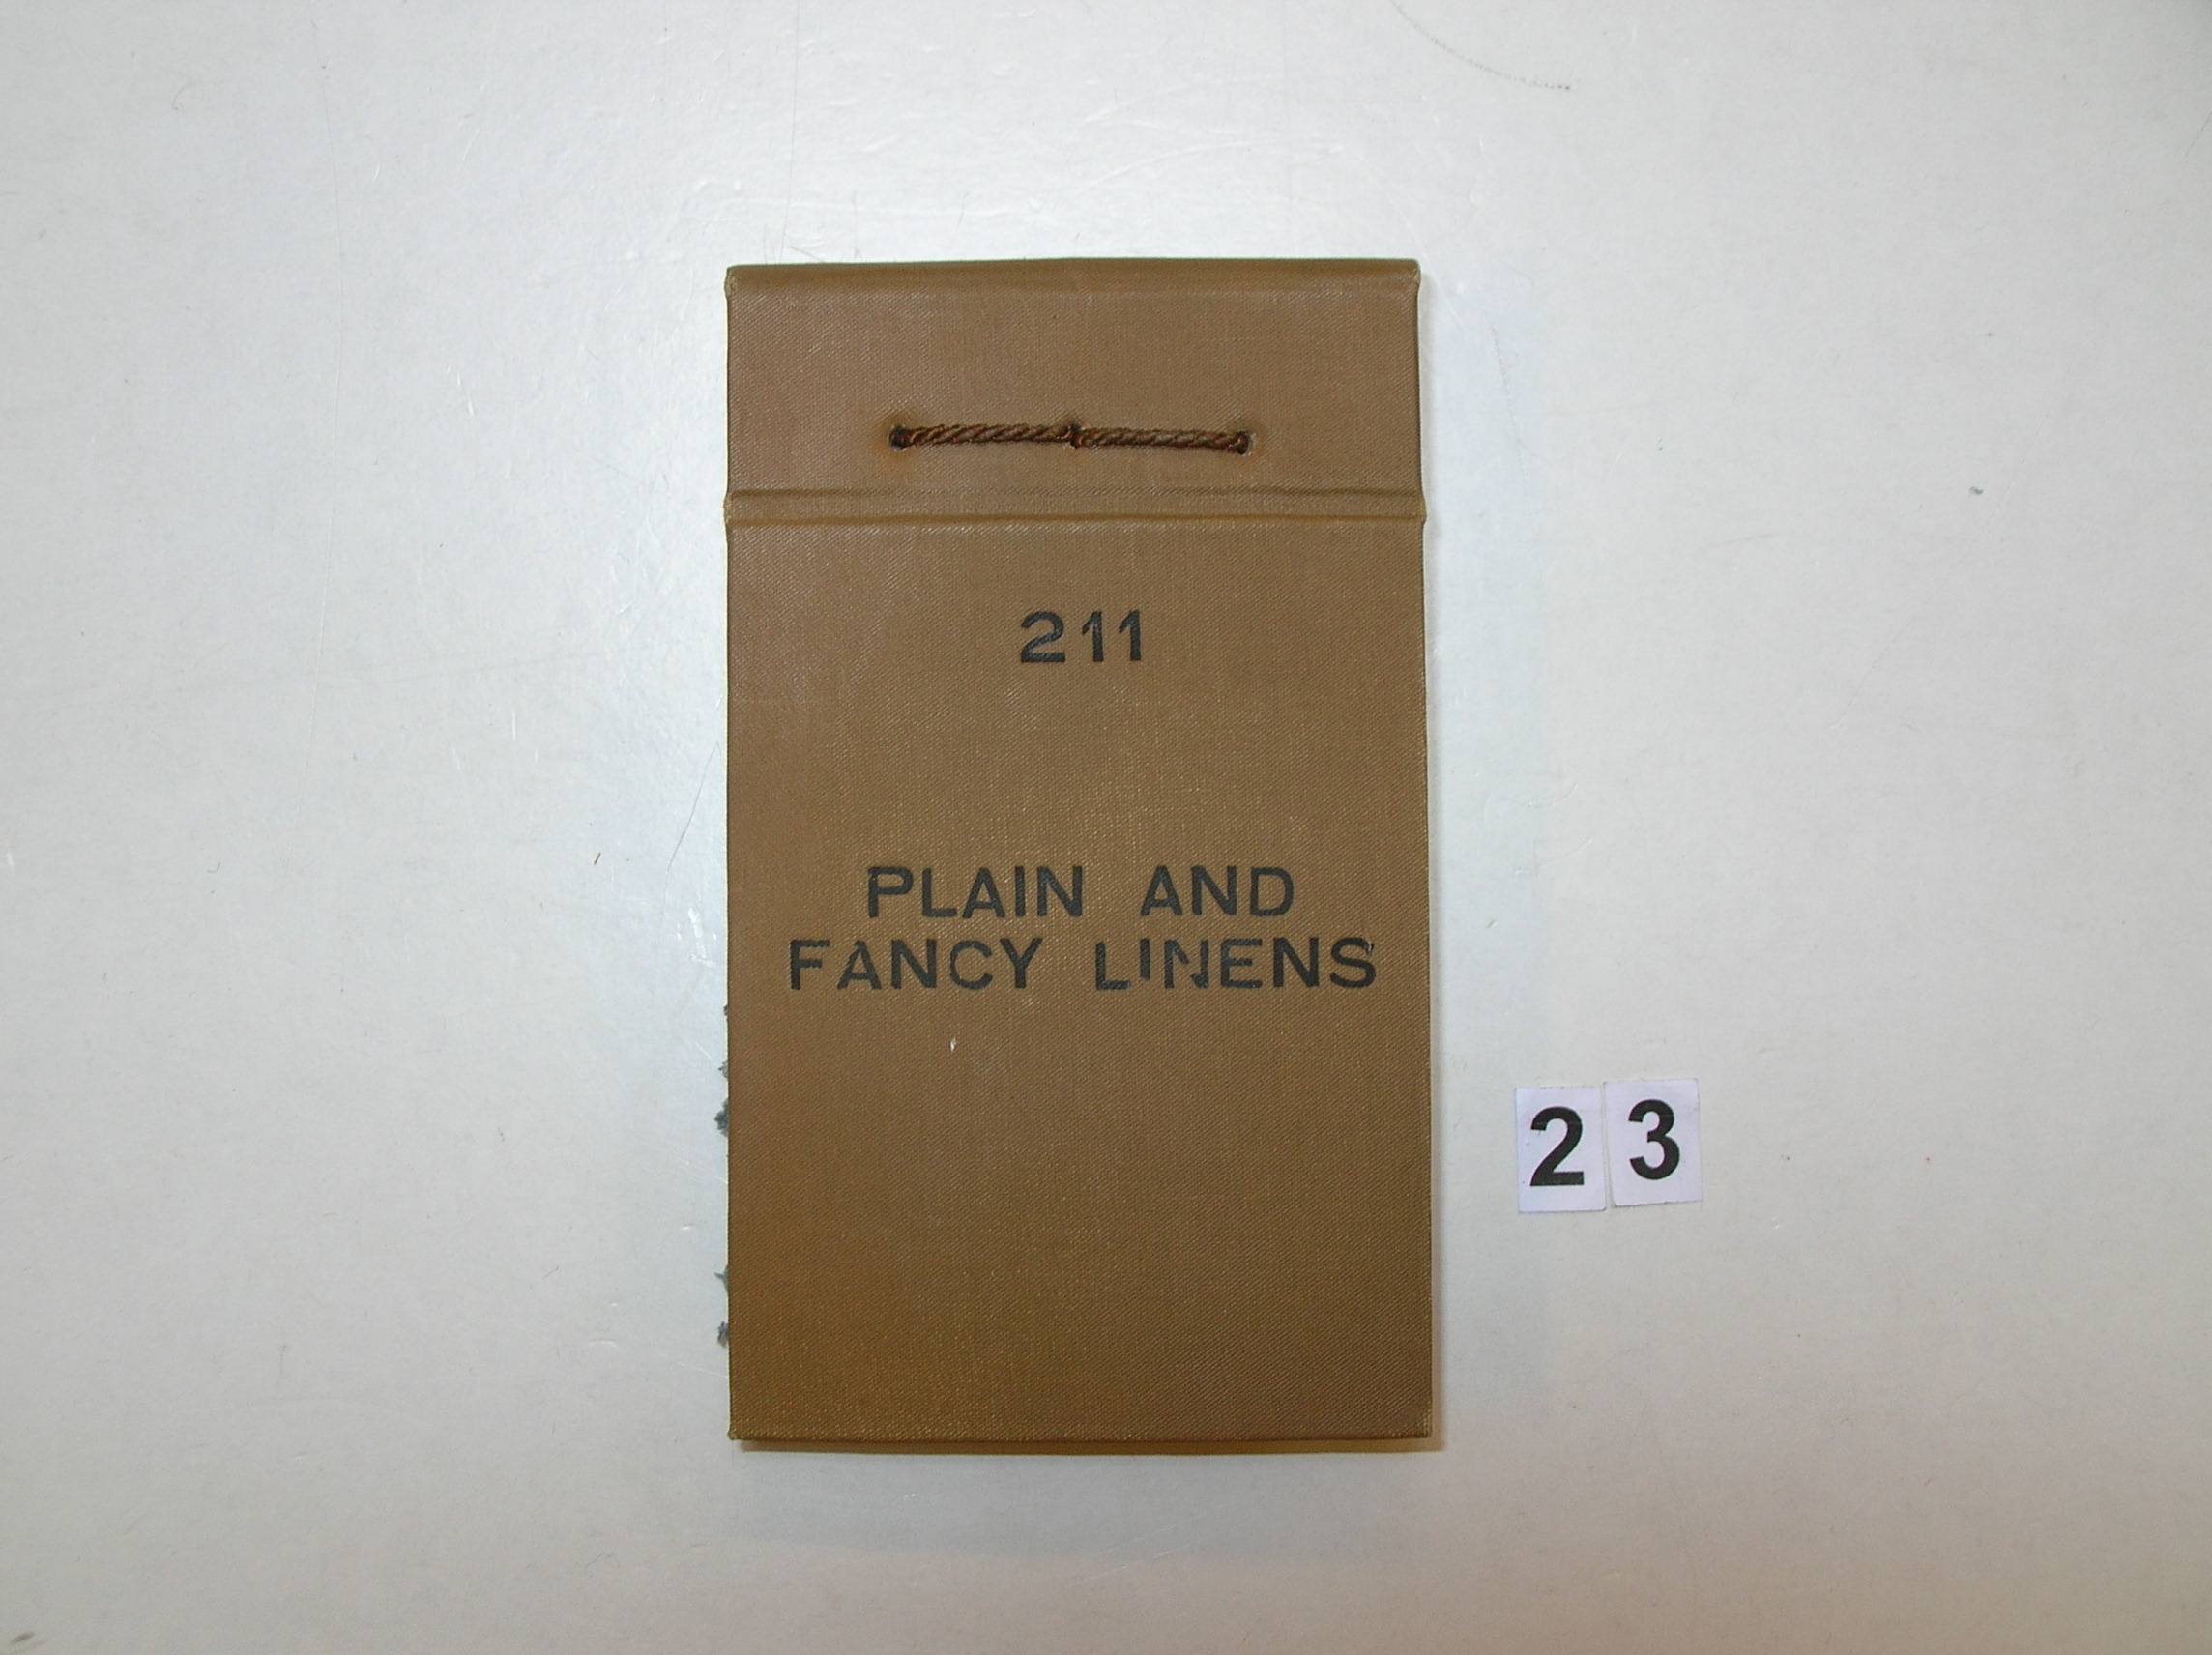 211
PLAIN AND
FANCY LINENS
23